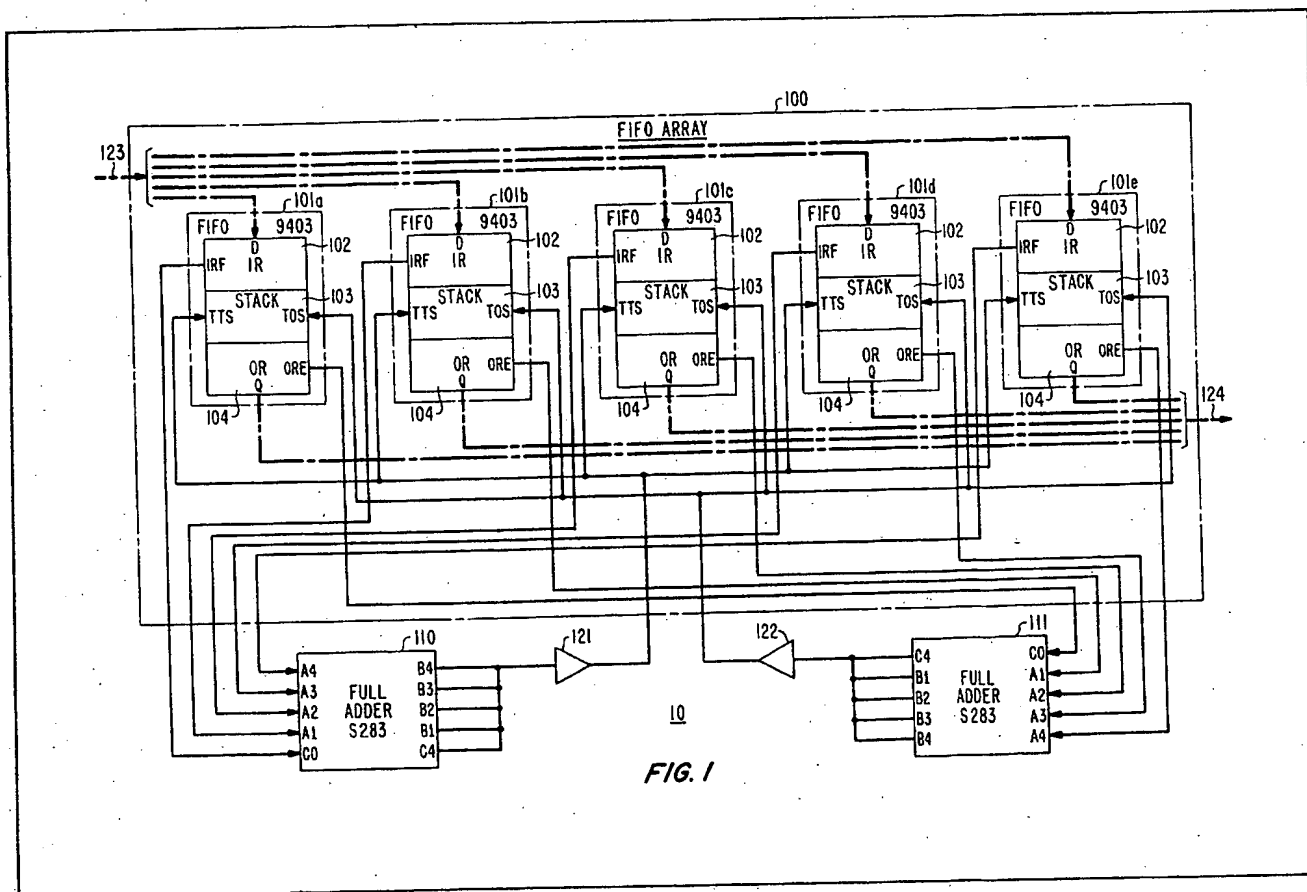 100
FIFO ARRAY
123
101a
101b
101c
101d
101e
FIFO 9403
FIFO 9403
FIFO 9403
FIFO 9403
FIFO 9403
D
IR
IRF
102
D
IR
IRF
102
D
IR
IRF
102
D
IR
IRF
102
D
IR
IRF
102
STACK
TTS
TOS
103
STACK
TTS
TOS
103
STACK
TTS
TOS
103
STACK
TTS
TOS
103
STACK
TTS
TOS
103
OR
ORE
Q
104
OR
ORE
Q
104
OR
ORE
Q
104
OR
ORE
Q
104
OR
ORE
Q
104
124
110
121
122
111
A4
A3
A2
A1
C0
FULL
ADDER
S283
B4
B3
B2
B1
C4
C4
B1
B2
B3
B4
FULL
ADDER
S283
C0
A1
A2
A3
A4
10
FIG. 1